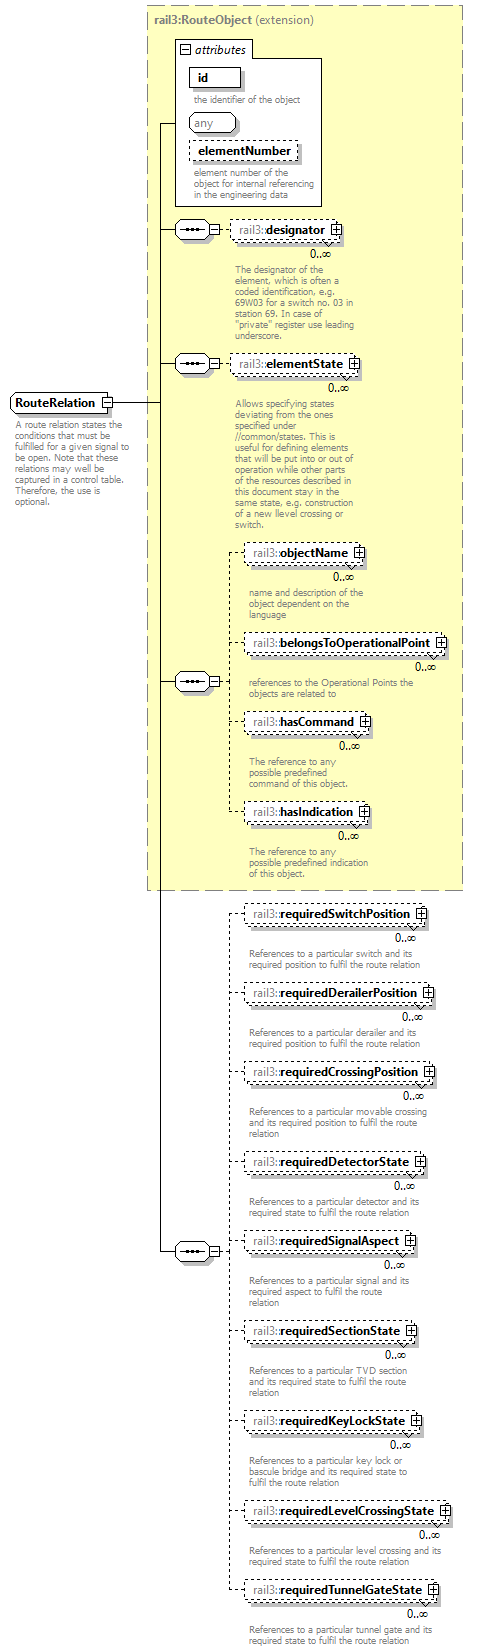 rail3:RouteObject (extension)
attributes
id
the identifier of the object
any
elementNumber
element number of the
object for internal referencing
in the engineering data
rail3::designator
0..∞
The designator of the
element, which is often a
coded identification, e.g.
69W03 for a switch no. 03 in
station 69. In case of
"private" register use leading
underscore.
rail3::elementState
0..∞
Allows specifying states
deviating from the ones
specified under
//common/states. This is
useful for defining elements
that will be put into or out of
operation while other parts
of the resources described in
this document stay in the
same state, e.g. construction
of a new llevel crossing or
switch.
RouteRelation
A route relation states the
conditions that must be
fulfilled for a given signal to
be open. Note that these
relations may well be
captured in a control table.
Therefore, the use is
optional.
rail3::objectName
0..∞
name and description of the
object dependent on the
language
rail3::belongsToOperationalPoint
0..∞
references to the Operational Points the
objects are related to
rail3::hasCommand
0..∞
The reference to any
possible predefined
command of this object.
rail3::hasIndication
0..∞
The reference to any
possible predefined indication
of this object.
rail3::requiredSwitchPosition
0..∞
References to a particular switch and its
required position to fulfil the route relation
rail3::requiredDerailerPosition
0..∞
References to a particular derailer and its
required position to fulfil the route relation
rail3::requiredCrossingPosition
0..∞
References to a particular movable crossing
and its required position to fulfil the route
relation
rail3::requiredDetectorState
0..∞
References to a particular detector and its
required state to fulfil the route relation
rail3::requiredSignalAspect
0..∞
References to a particular signal and its
required aspect to fulfil the route
relation
rail3::requiredSectionState
0..∞
References to a particular TVD section
and its required state to fulfil the route
relation
rail3::requiredKeyLockState
0..∞
References to a particular key lock or
bascule bridge and its required state to
fulfil the route relation
rail3::requiredLevelCrossingState
0..∞
References to a particular level crossing and its
required state to fulfil the route relation
rail3::requiredTunnelGateState
0..∞
References to a particular tunnel gate and its
required state to fulfil the route relation